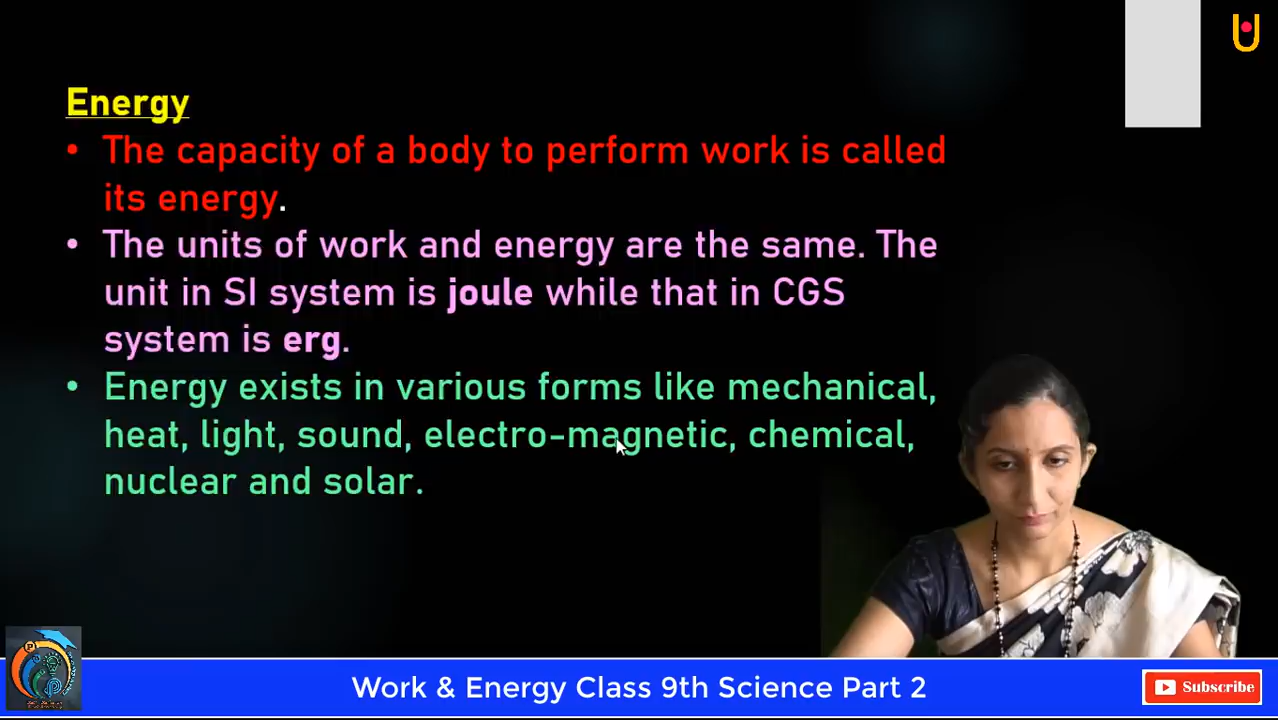 Energy
• The capacity of a body to perform work is called
its energy.
• The units of work and energy are the same. The
unit in SI system is joule while that in CGS
system is erg.
• Energy exists in various forms like mechanical,
heat, light, sound, electro-magnetic, chemical,
nuclear and solar.
Work & Energy Class 9th Science Part 2
Subscribe